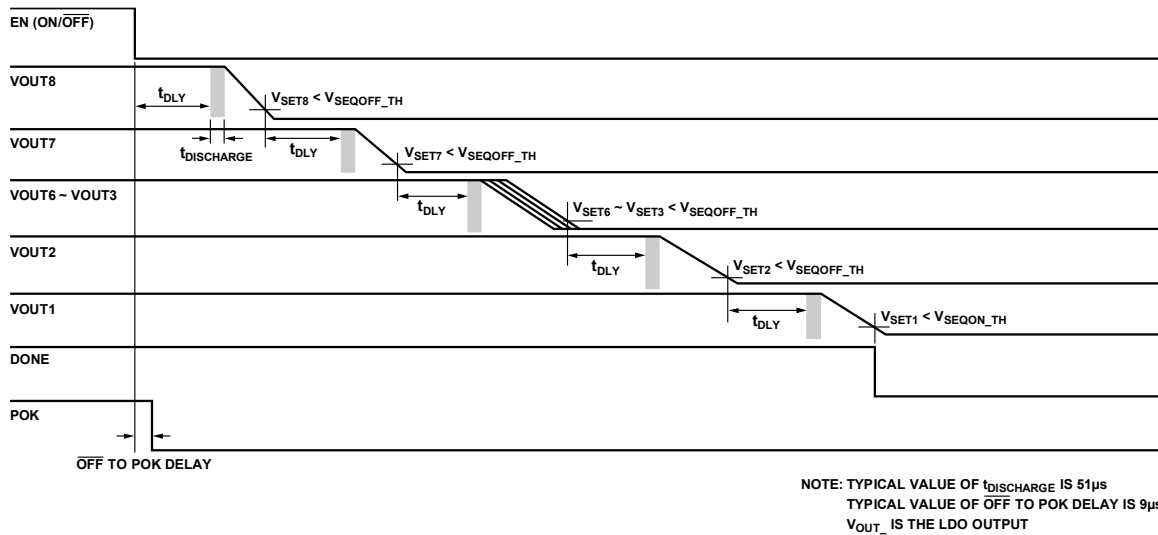 EN (ON/OFF)
VOUT8
tDLY
VSET8 < VSEQOFF_TH
VOUT7
tDISCHARGE
tDLY
VSET7 < VSEQOFF_TH
VOUT6 ~ VOUT3
tDLY
VSET6 ~ VSET3 < VSEQOFF_TH
VOUT2
tDLY
VSET2 < VSEQOFF_TH
VOUT1
tDLY
VSET1 < VSEQON_TH
DONE
POK
OFF TO POK DELAY
NOTE: TYPICAL VALUE OF tDISCHARGE IS 51µs
TYPICAL VALUE OF OFF TO POK DELAY IS 9µs
VOUT_ IS THE LDO OUTPUT